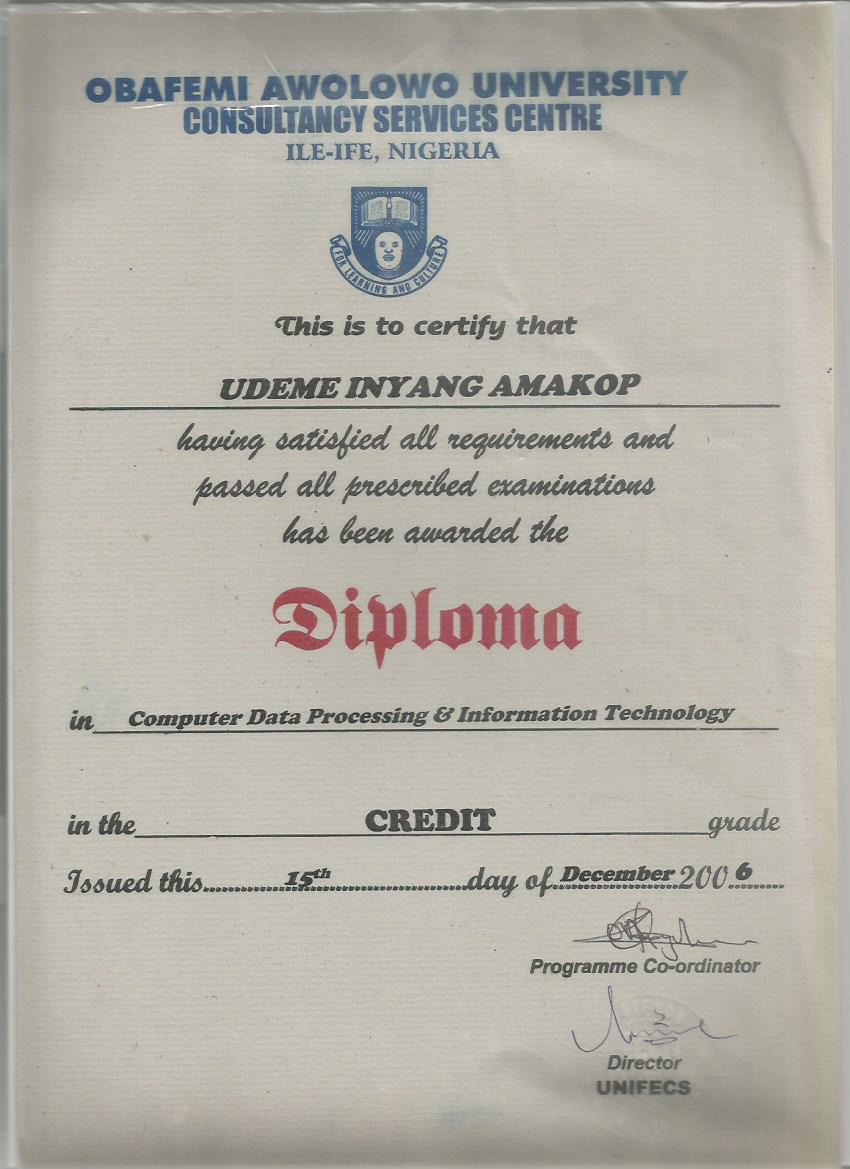 OBAFEMI AWOLOWO UNIVERSITY
CONSULTANCY SERVICES CENTRE
ILE-IFE, NIGERIA
FOR LEARNING AND CULTURE
This is to certify that
UDEME INYANG AMAKOP
having satisfied all requirements and
passed all prescribed examinations
has been awarded the
Diploma
in Computer Data Processing & Information Technology
in the CREDIT grade
Issued this 15th day of December 2006
Programme Co-ordinator
Director
UNIFECS